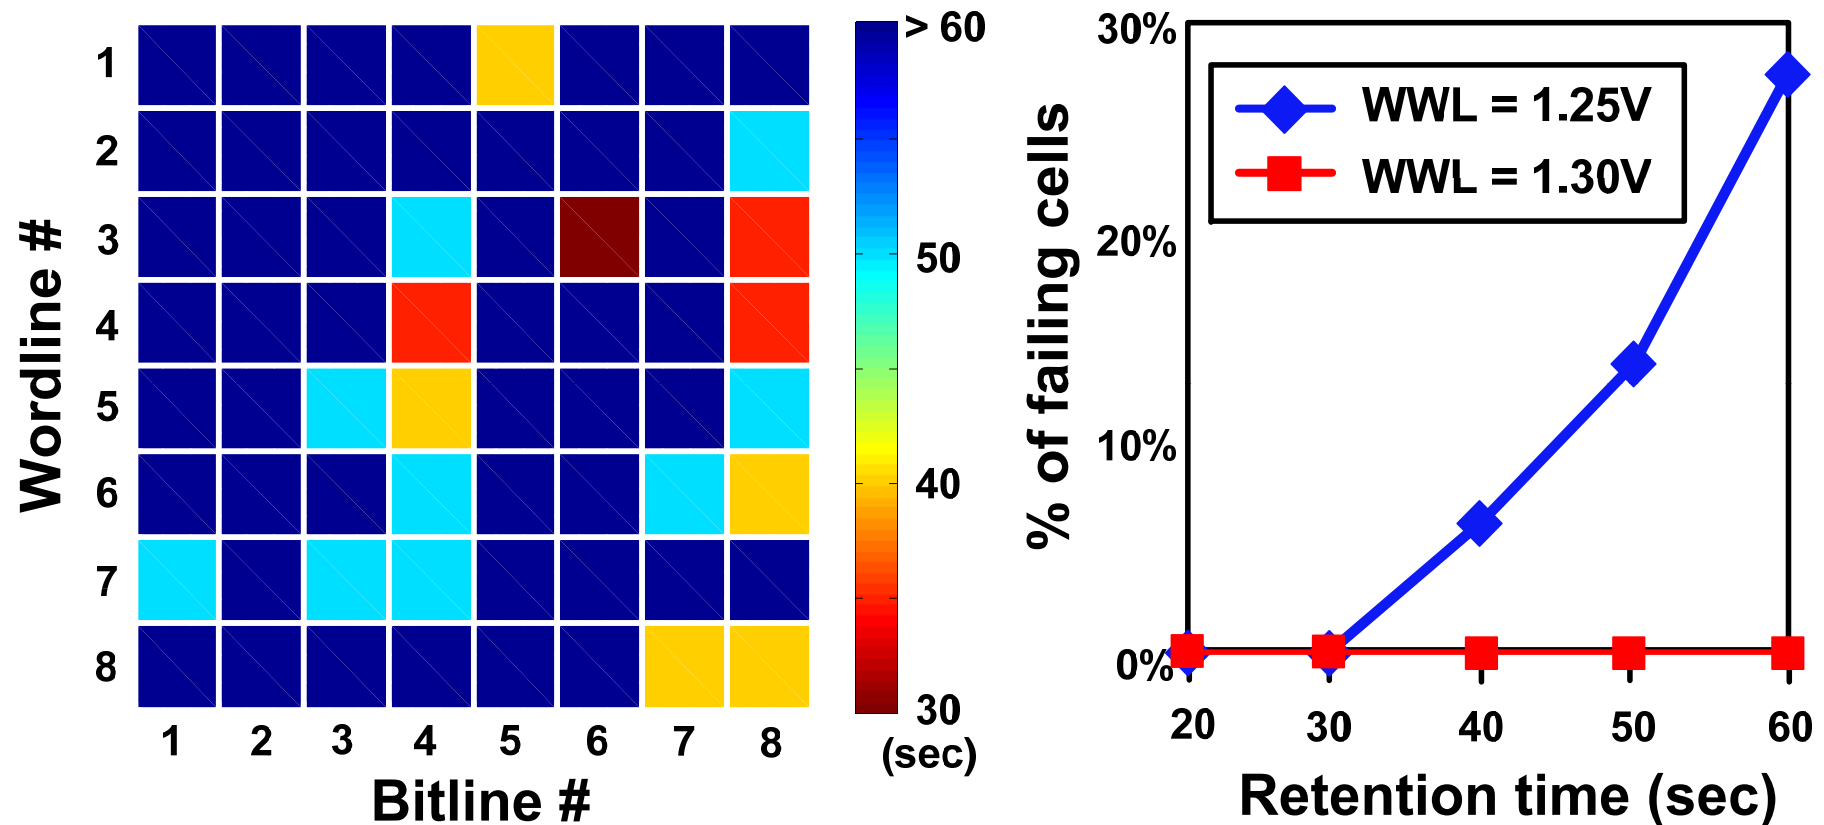 Wordline #
1
2
3
4
5
6
7
8
1 2 3 4 5 6 7 8
Bitline #
> 60
50
40
30
(sec)
% of failing cells
30%
20%
10%
0%
WWL = 1.25V
WWL = 1.30V
20 30 40 50 60
Retention time (sec)